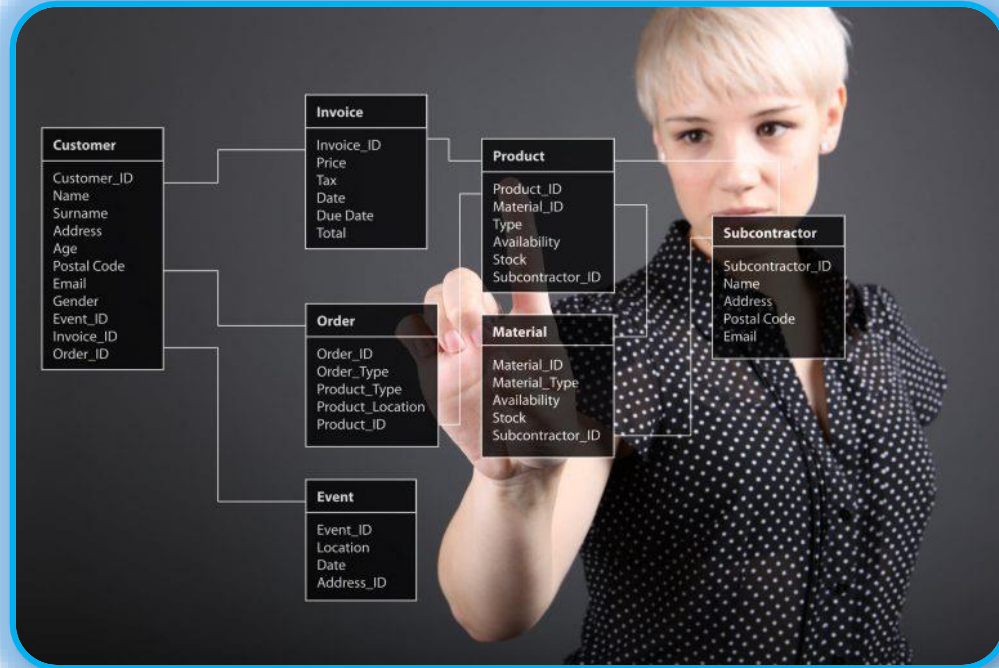 Customer
Customer_ID
Name
Surname
Address
Age
Postal Code
Email
Gender
Event_ID
Invoice_ID
Order_ID
Invoice
Invoice_ID
Price
Tax
Date
Due Date
Total
Order
Order_ID
Order_Type
Product_Type
Product_Location
Product_ID
Event
Event_ID
Location
Date
Address_ID
Product
Product_ID
Material_ID
Type
Availability
Stock
Subcontractor_ID
Material
Material_ID
Material_Type
Availability
Stock
Subcontractor_ID
Subcontractor
Subcontractor_ID
Name
Address
Postal Code
Email